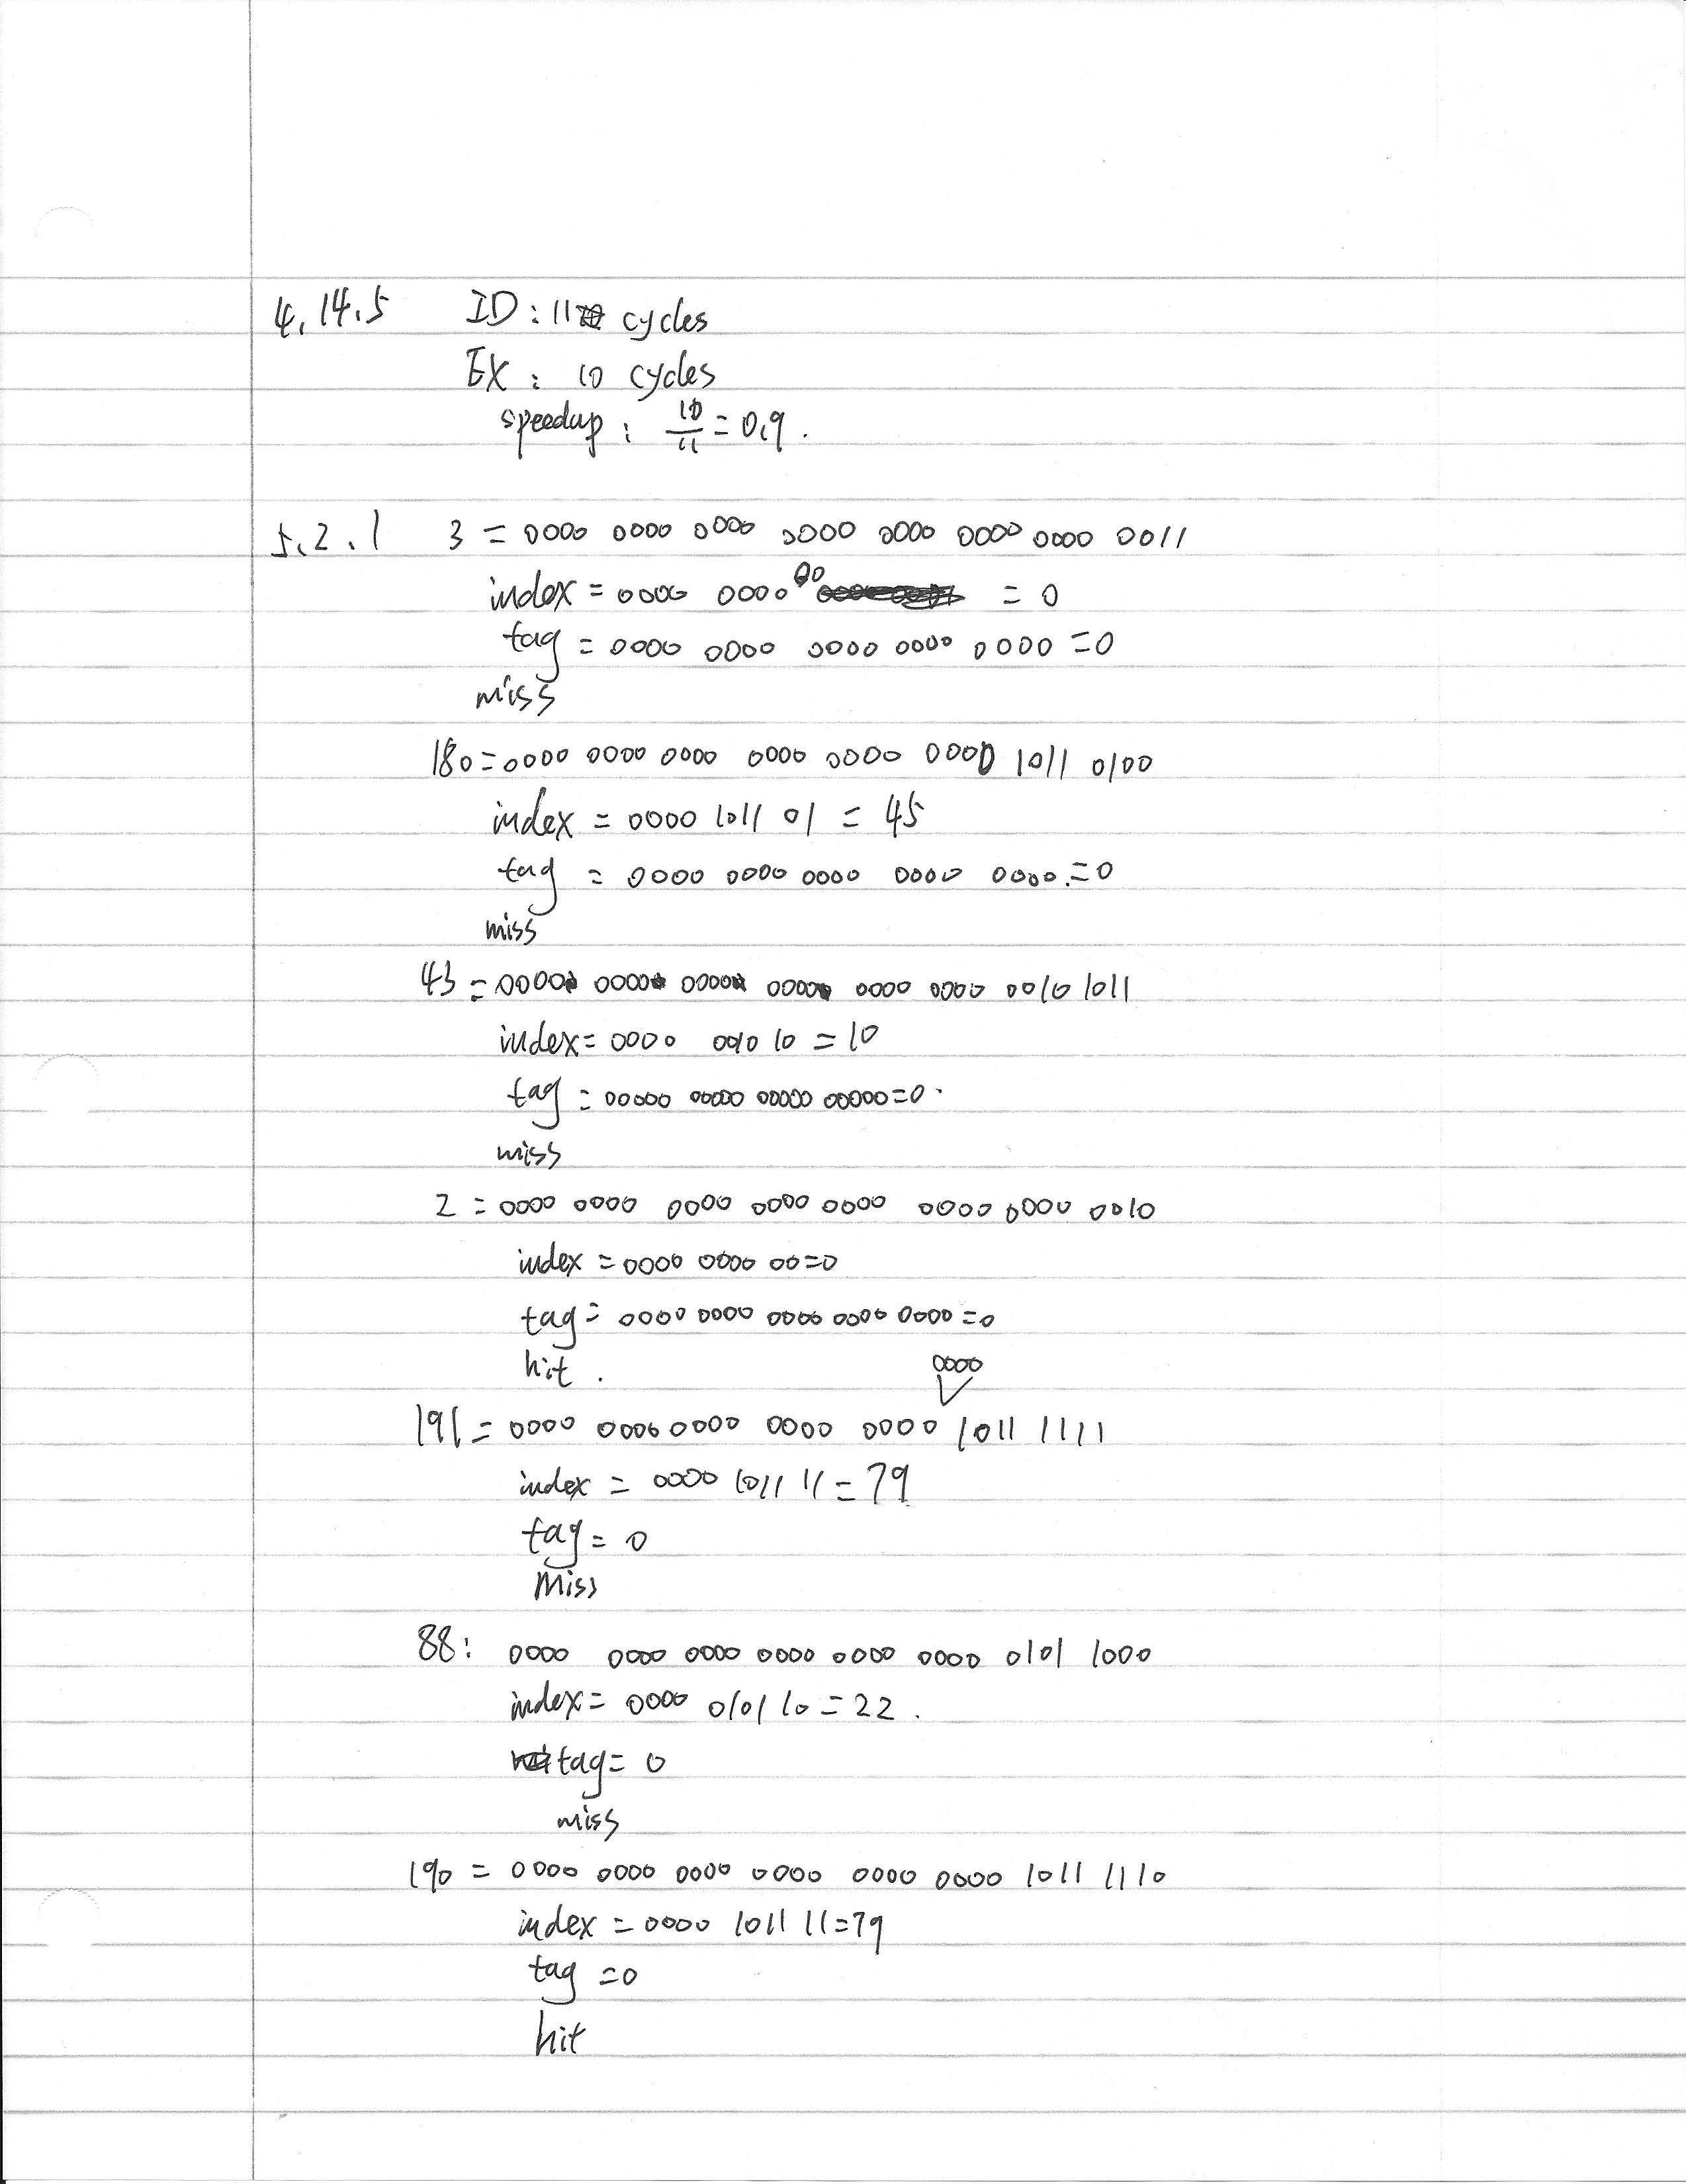 4.14.5 ID: 11 cycles
EX: 10 cycles
speedup: 10/11 = 0.9.
5.2.1 3 = 0000 0000 0000 0000 0000 0000 0000 0011
index = 0000 0000 00 = 0
tag = 0000 0000 0000 0000 0000 = 0
miss
180 = 0000 0000 0000 0000 0000 0000 1011 0100
index = 0000 1011 01 = 45
tag = 0000 0000 0000 0000 0000. = 0
miss
43 = 0000 0000 0000 0000 0000 0000 0010 1011
index = 0000 0010 10 = 10
tag = 00000 00000 00000 00000 = 0.
miss
2 = 0000 0000 0000 0000 0000 0000 0000 0010
index = 0000 0000 00 = 0
tag = 0000 0000 0000 0000 0000 = 0
hit.
0000
191 = 0000 0000 0000 0000 0000 1011 1111
index = 0000 1011 11 = 79
tag = 0
Miss
88: 0000 0000 0000 0000 0000 0000 0101 1000
index = 0000 0101 10 = 22.
tag = 0
miss
190 = 0000 0000 0000 0000 0000 0000 1011 1110
index = 0000 1011 11 = 79
tag = 0
hit